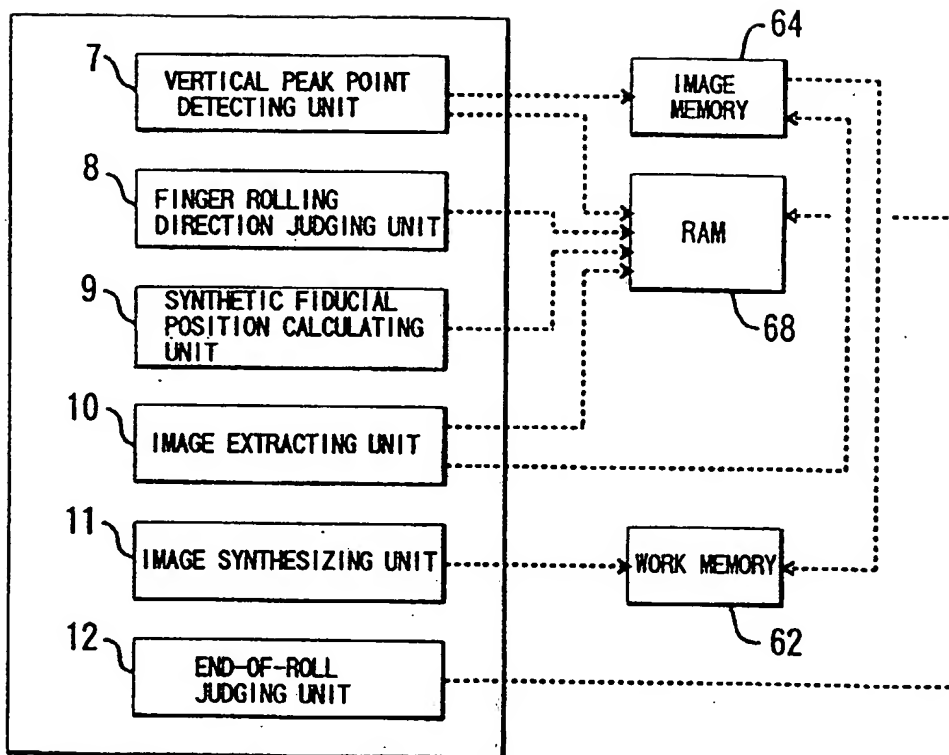 7
VERTICAL PEAK POINT
DETECTING UNIT
64
IMAGE
MEMORY
8
FINGER ROLLING
DIRECTION JUDGING UNIT
RAM
68
9
SYNTHETIC FIDUCIAL
POSITION CALCULATING
UNIT
10
IMAGE EXTRACTING UNIT
11
IMAGE SYNTHESIZING UNIT
WORK MEMORY
62
12
END-OF-ROLL
JUDGING UNIT